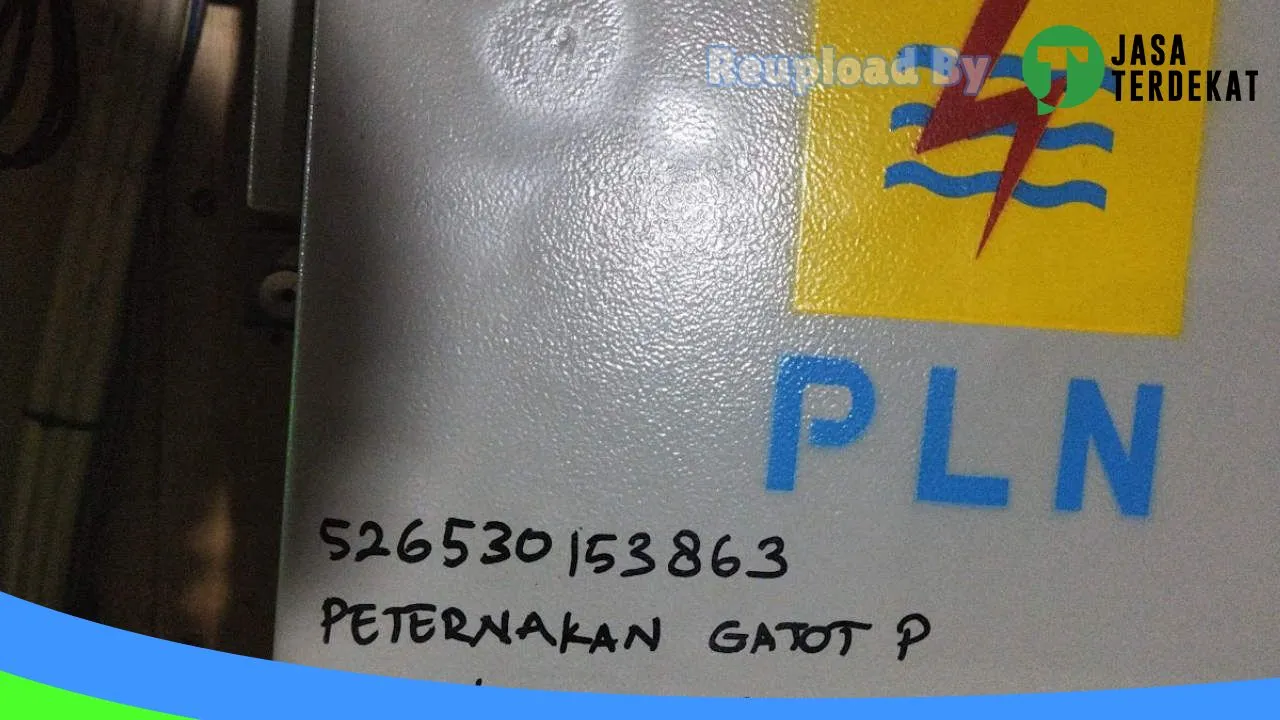 Reupload By
JASA
TERDEKAT
PLN
526530153863
PETERNAKAN GATOT P